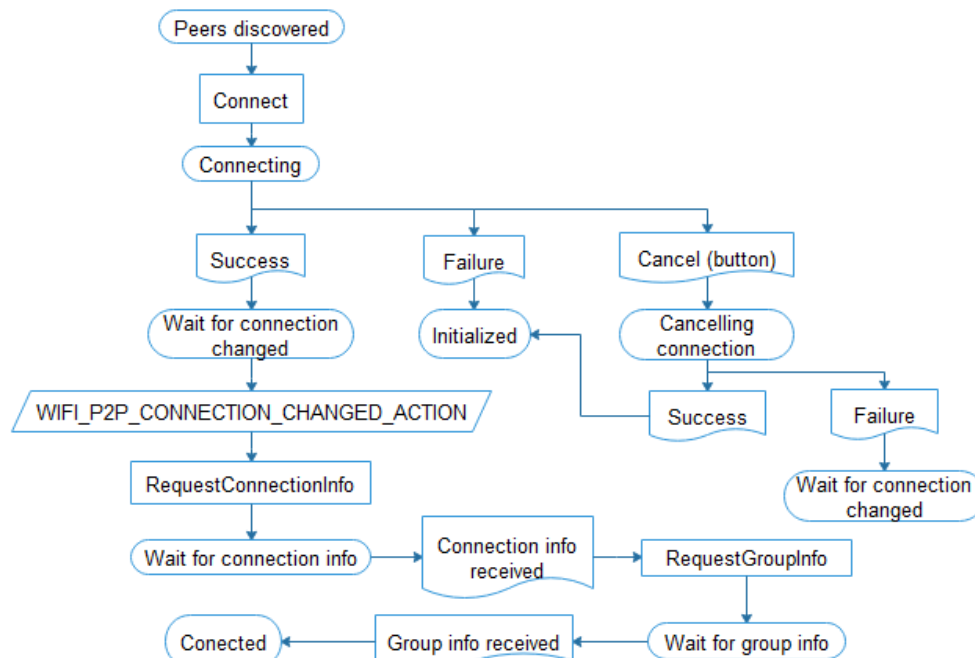 Peers discovered
Connect
Connecting
Success
Failure
Cancel (button)
Wait for connection
changed
Initialized
Cancelling
connection
WIFI_P2P_CONNECTION_CHANGED_ACTION
Success
Failure
RequestConnectionInfo
Wait for connection
changed
Wait for connection info
Connection info
received
RequestGroupInfo
Conected
Group info received
Wait for group info